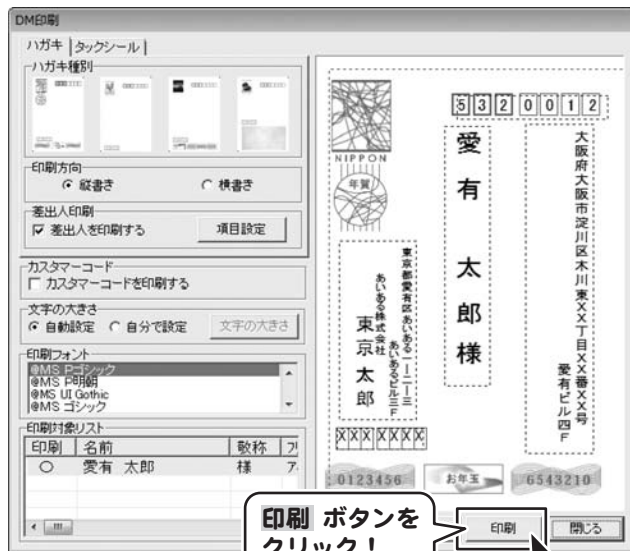 DM印刷
ハガキ
タックシール
ハガキ種別
印刷方向
縦書き
横書き
差出人印刷
差出人を印刷する
項目設定
カスタマーコード
カスタマーコードを印刷する
文字の大きさ
自動設定
自分で設定
文字の大きさ
印刷フォント
@MS Pゴシック
@MS P明朝
@MS UI Gothic
@MS ゴシック
印刷対象リスト
印刷 名前 敬称
○ 愛有 太郎 様 ア
NIPPON
年賀
5320012
大阪府大阪市淀川区木川東XX丁目XX番XX号
愛有ビル四F
愛有 太郎 様
東京都愛有区あいある一ー二ー三
あいあるビル三F
あいある株式会社
東京 太郎
XXX XXXX
0123456
お年玉
6543210
印刷 ボタンを
クリック！
印刷
閉じる